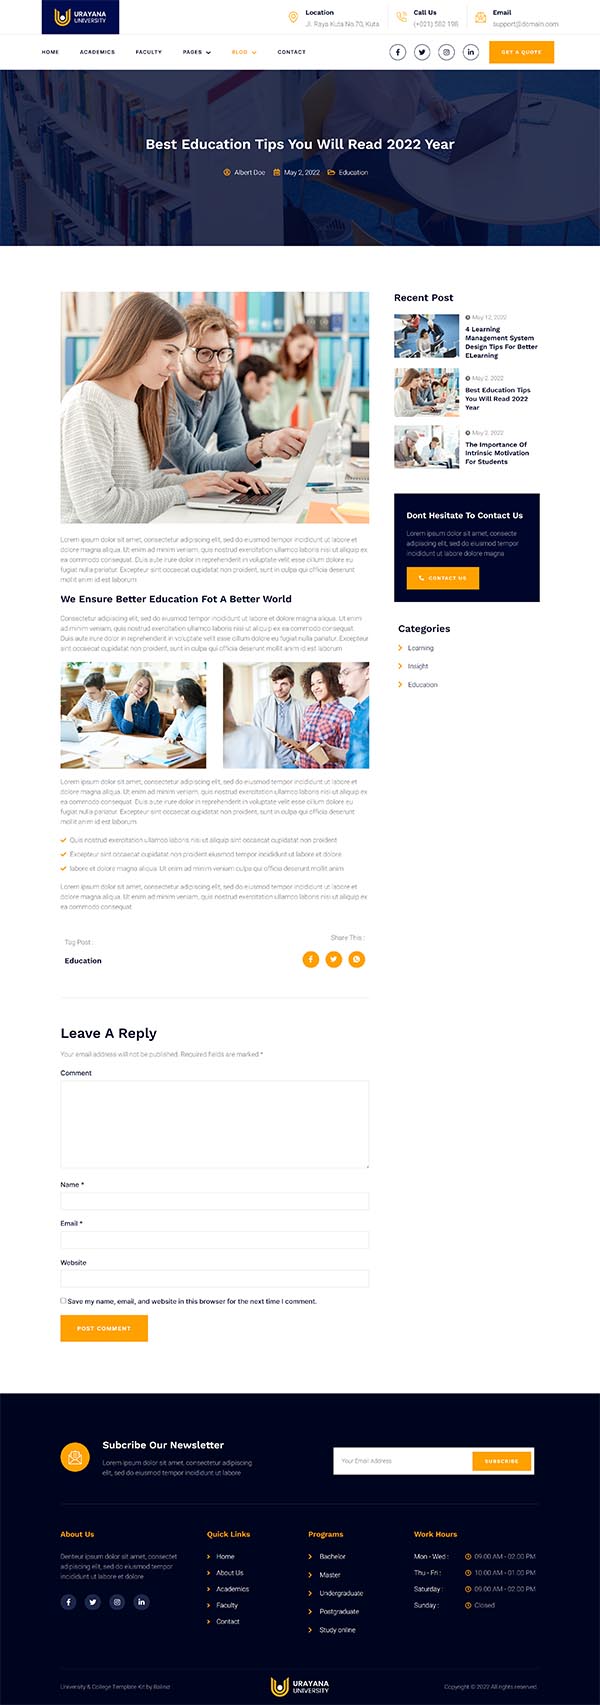 URAYANA
UNIVERSITY
Location
Jl. Raya Kuta No.70, Kuta
Call Us
(+021) 552 198
Email
support@domain.com
HOME
ACADEMICS
FACULTY
PAGES
BLOG
CONTACT
GET A QUOTE
Best Education Tips You Will Read 2022 Year
Albert Doe
May 2, 2022
Education
Lorem ipsum dolor sit amet, consectetur adipiscing elit, sed do eiusmod tempor incididunt ut labore et
dolore magna aliqua. Ut enim ad minim veniam, quis nostrud exercitation ullamco laboris nisi ut aliquip ex
ea commodo consequat. Duis aute irure dolor in reprehenderit in voluptate velit esse cillum dolore eu
fugiat nulla pariatur. Excepteur sint occaecat cupidatat non proident, sunt in culpa qui officia deserunt
mollit anim id est laborum
We Ensure Better Education Fot A Better World
Consectetur adipiscing elit, sed do eiusmod tempor incididunt ut labore et dolore magna aliqua. Ut enim
ad minim veniam, quis nostrud exercitation ullamco laboris nisi ut aliquip ex ea commodo consequat.
Duis aute irure dolor in reprehenderit in voluptate velit esse cillum dolore eu fugiat nulla pariatur. Excepteur
sint occaecat cupidatat non proident, sunt in culpa qui officia deserunt mollit anim id est laborum
Lorem ipsum dolor sit amet, consectetur adipiscing elit, sed do eiusmod tempor incididunt ut labore et
dolore magna aliqua. Ut enim ad minim veniam, quis nostrud exercitation ullamco laboris nisi ut aliquip ex
ea commodo consequat. Duis aute irure dolor in reprehenderit in voluptate velit esse cillum dolore eu
fugiat nulla pariatur. Excepteur sint occaecat cupidatat non proident, sunt in culpa qui officia deserunt
mollit anim id est laborum
Quis nostrud exercitation ullamco laboris nisi ut aliquip sint occaecat cupidatat non proident
Excepteur sint occaecat cupidatat non proident eiusmod tempor incididunt ut labore et dolore
labore et dolore magna aliqua. Ut enim ad minim veniam culpa qui officia deserunt mollit anim
Lorem ipsum dolor sit amet, consectetur adipiscing elit, sed do eiusmod tempor incididunt ut labore et
dolore magna aliqua. Ut enim ad minim veniam, quis nostrud exercitation ullamco laboris nisi ut aliquip ex
ea commodo consequat
Tag Post :
Education
Share This :
Leave A Reply
Your email address will not be published. Required fields are marked *
Comment
Name *
Email *
Website
Save my name, email, and website in this browser for the next time I comment.
POST COMMENT
Recent Post
May 12, 2022
4 Learning
Management System
Design Tips For Better
ELearning
May 2, 2022
Best Education Tips
You Will Read 2022
Year
May 2, 2022
The Importance Of
Intrinsic Motivation
For Students
Dont Hesitate To Contact Us
Lorem ipsum dolor sit amet, consecte
adipiscing elit, sed do eiusmod tempor
incididunt ut labore dolore magna
CONTACT US
Categories
Learning
Insight
Education
Subcribe Our Newsletter
Lorem ipsum dolor sit amet, consectetur adipiscing
elit, sed do eiusmod tempor incididunt ut labore
Your Email Address
SUBSCRIBE
About Us
Denteur ipsum dolor sit amet, consectet
adipiscing elit, sed do eiusmod tempor
incididunt ut labore et dolore
Quick Links
Home
About Us
Academics
Faculty
Contact
Programs
Bachelor
Master
Undergraduate
Postgraduate
Study online
Work Hours
Mon - Wed : 09.00 AM - 02.00 PM
Thu - Fri : 10.00 AM - 01.00 PM
Saturday : 09.00 AM - 02.00 PM
Sunday : Closed
University & College Template Kit by
URAYANA
UNIVERSITY
Copyright © 2022 All rights reserved.